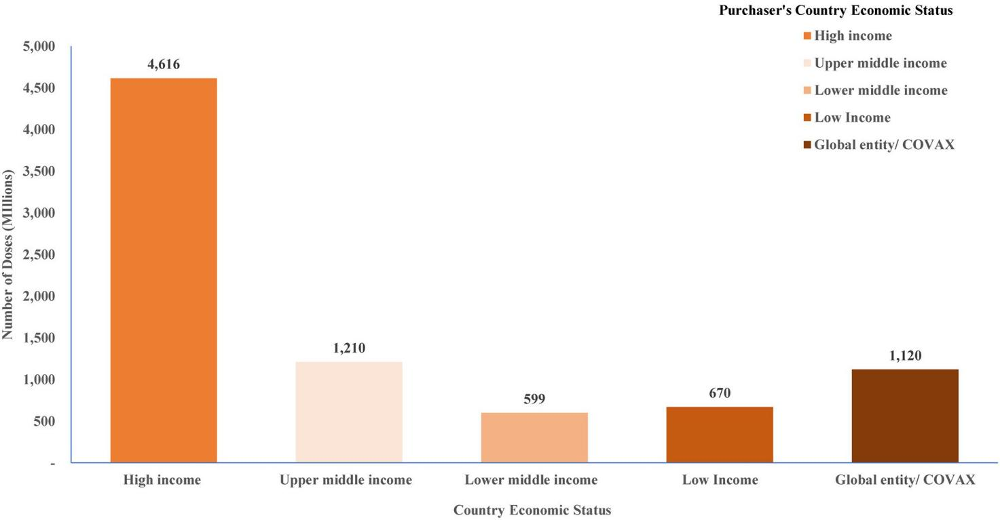 Purchaser's Country Economic Status
High income
Upper middle income
Lower middle income
Low Income
Global entity/ COVAX
Number of Doses (MIllions)
5,000
4,500
4,000
3,500
3,000
2,500
2,000
1,500
1,000
500
-
4,616
1,210
599
670
1,120
High income
Upper middle income
Lower middle income
Low Income
Global entity/ COVAX
Country Economic Status